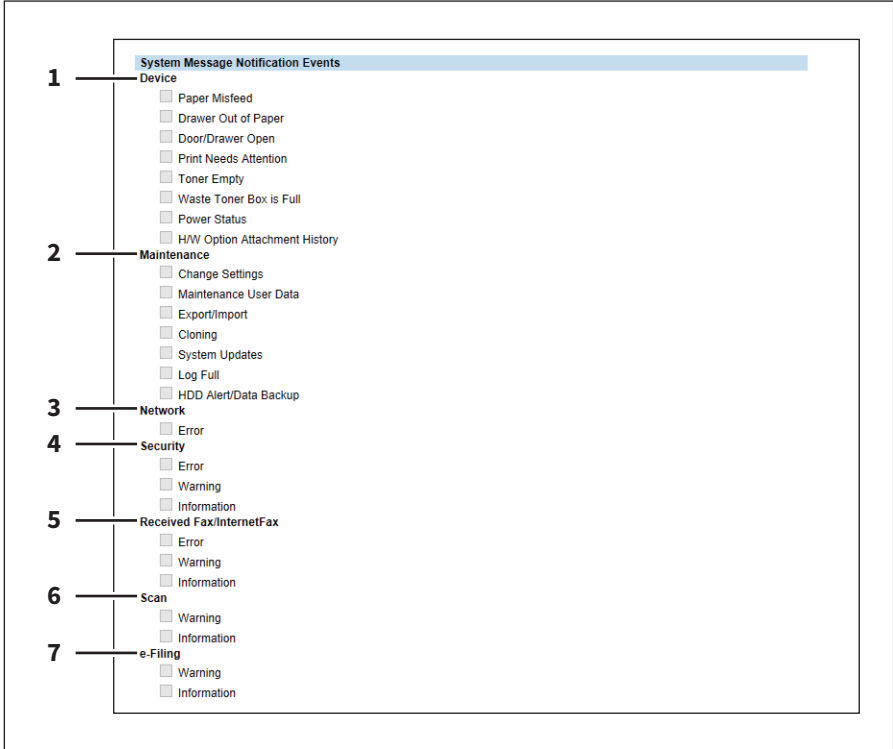 System Message Notification Events
1 Device
Paper Misfeed
Drawer Out of Paper
Door/Drawer Open
Print Needs Attention
Toner Empty
Waste Toner Box is Full
Power Status
H/W Option Attachment History
2 Maintenance
Change Settings
Maintenance User Data
Export/Import
Cloning
System Updates
Log Full
HDD Alert/Data Backup
3 Network
Error
4 Security
Error
Warning
Information
5 Received Fax/InternetFax
Error
Warning
Information
6 Scan
Warning
Information
7 e-Filing
Warning
Information